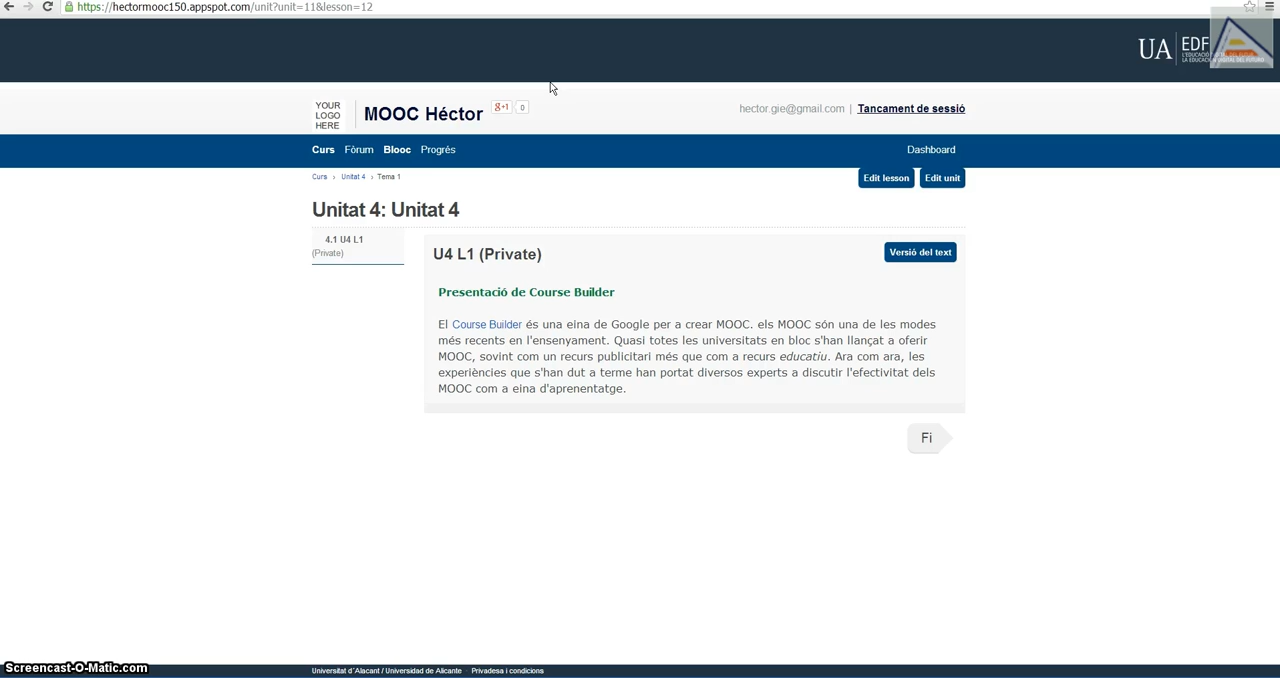 https://hectormooc150.appspot.com/unit?unit=11&lesson=12
UA EDF
YOUR LOGO HERE
MOOC Héctor
g+1 0
hector.gie@gmail.com | Tancament de sessió
Curs Fòrum Blooc Progrés Dashboard
Curs › Unitat 4 › Tema 1
Edit lesson Edit unit
Unitat 4: Unitat 4
4.1 U4 L1
(Private)
U4 L1 (Private)
Versió del text
Presentació de Course Builder
El Course Builder és una eina de Google per a crear MOOC. els MOOC són una de les modes
més recents en l'ensenyament. Quasi totes les universitats en bloc s'han llançat a oferir
MOOC, sovint com un recurs publicitari més que com a recurs educatiu. Ara com ara, les
experiències que s'han dut a terme han portat diversos experts a discutir l'efectivitat dels
MOOC com a eina d'aprenentatge.
Fi
Screencast-O-Matic.com
Universitat d´Alacant / Universidad de Alicante - Privadesa i condicions